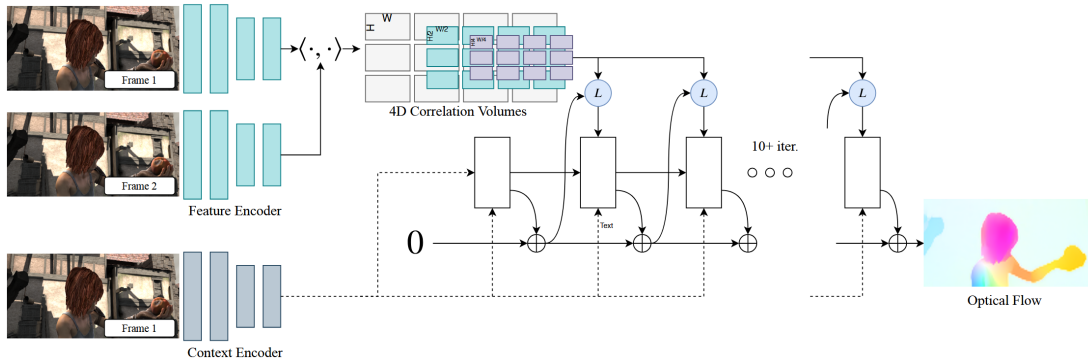 Frame 1
⟨·, ·⟩
W
H
W/2
H/2
W/4
H/4
4D Correlation Volumes
L
L
L
Frame 2
Feature Encoder
10+ iter.
Text
0
Frame 1
Context Encoder
Optical Flow